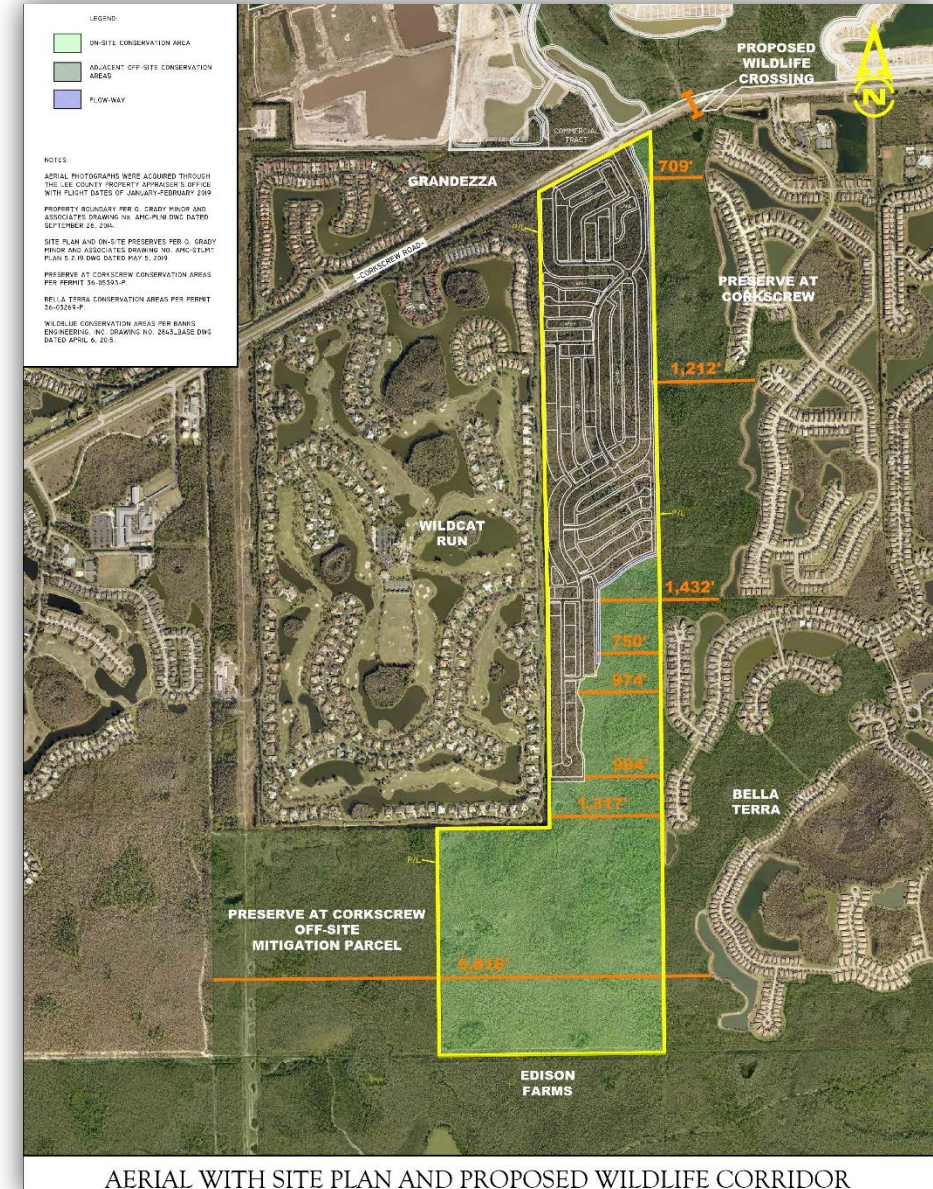 LEGEND:
ON-SITE CONSERVATION AREA
ADJACENT OFF-SITE CONSERVATION
AREAS
FLOW-WAY
NOTES:
AERIAL PHOTOGRAPHS WERE ACQUIRED THROUGH
THE LEE COUNTY PROPERTY APPRAISER'S OFFICE
WITH FLIGHT DATES OF JANUARY-FEBRUARY 2019.
PROPERTY BOUNDARY PER Q. GRADY MINOR AND
ASSOCIATES DRAWING No. AMC-PLN1.DWG DATED
SEPTEMBER 26, 2014.
SITE PLAN AND ON-SITE PRESERVES PER Q. GRADY
MINOR AND ASSOCIATES DRAWING NO. AMC-STLMT
PLAN 5.2.19.DWG DATED MAY 5, 2019.
PRESERVE AT CORKSCREW CONSERVATION AREAS
PER PERMIT 36-05393-P.
BELLA TERRA CONSERVATION AREAS PER PERMIT
36-03269-P.
WILDBLUE CONSERVATION AREAS PER BANKS
ENGINEERING, INC. DRAWING NO. 2843_BASE.DWG
DATED APRIL 6, 2015.
PROPOSED
WILDLIFE
CROSSING
N
COMMERCIAL
TRACT
709'
GRANDEZZA
P/L
~CORKSCREW ROAD~
PRESERVE AT
CORKSCREW
1,212'
P/L
WILDCAT
RUN
1,432'
750'
974'
904'
BELLA
TERRA
1,317'
P/L
PRESERVE AT CORKSCREW
OFF-SITE
MITIGATION PARCEL
EDISON
FARMS
AERIAL WITH SITE PLAN AND PROPOSED WILDLIFE CORRIDOR